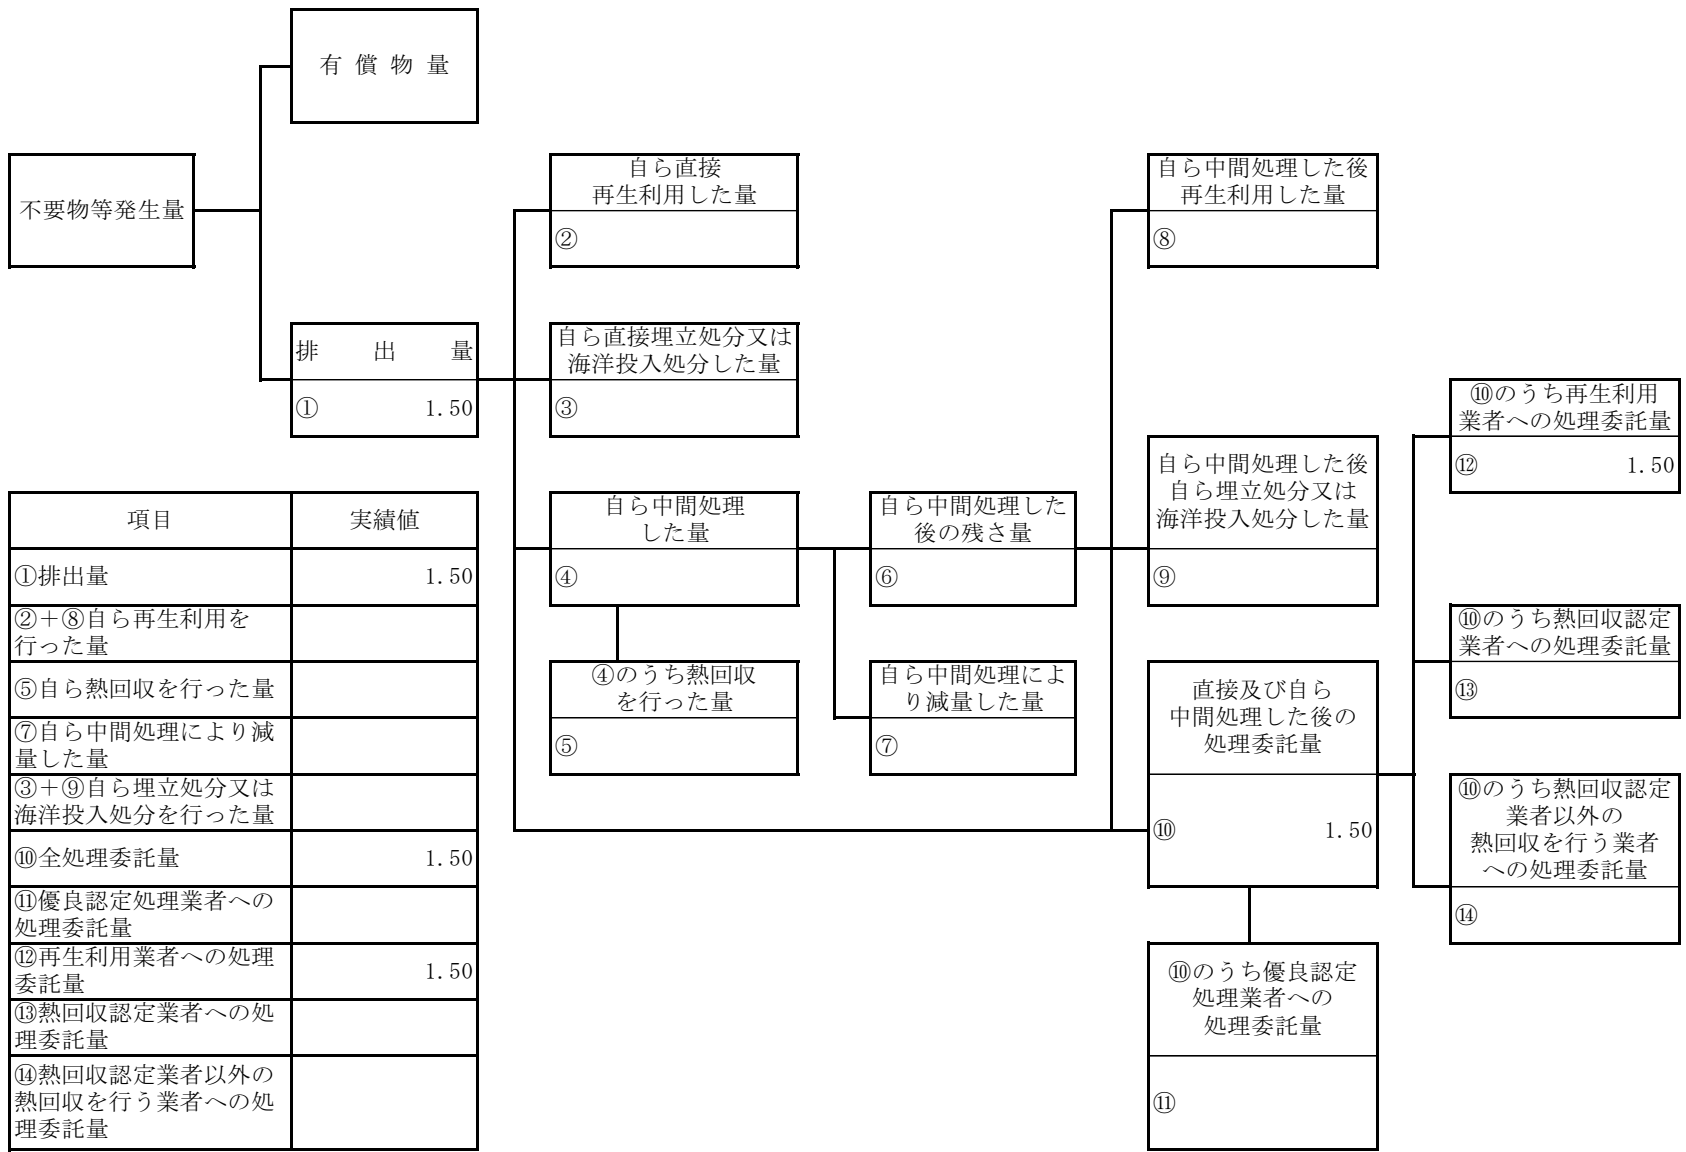 有償物量
不要物等発生量
排出量
① 1.50
自ら直接
再生利用した量
②
自ら直接埋立処分又は
海洋投入処分した量
③
自ら中間処理
した量
④
④のうち熱回収
を行った量
⑤
自ら中間処理した
後の残さ量
⑥
自ら中間処理によ
り減量した量
⑦
自ら中間処理した後
再生利用した量
⑧
自ら中間処理した後
自ら埋立処分又は
海洋投入処分した量
⑨
直接及び自ら
中間処理した後の
処理委託量
⑩ 1.50
⑩のうち優良認定
処理業者への
処理委託量
⑪
⑩のうち再生利用
業者への処理委託量
⑫ 1.50
⑩のうち熱回収認定
業者への処理委託量
⑬
⑩のうち熱回収認定
業者以外の
熱回収を行う業者
への処理委託量
⑭
項目 実績値
①排出量 1.50
②＋⑧自ら再生利用を
行った量
⑤自ら熱回収を行った量
⑦自ら中間処理により減
量した量
③＋⑨自ら埋立処分又は
海洋投入処分を行った量
⑩全処理委託量 1.50
⑪優良認定処理業者への
処理委託量
⑫再生利用業者への処理
委託量 1.50
⑬熱回収認定業者への処
理委託量
⑭熱回収認定業者以外の
熱回収を行う業者への処
理委託量